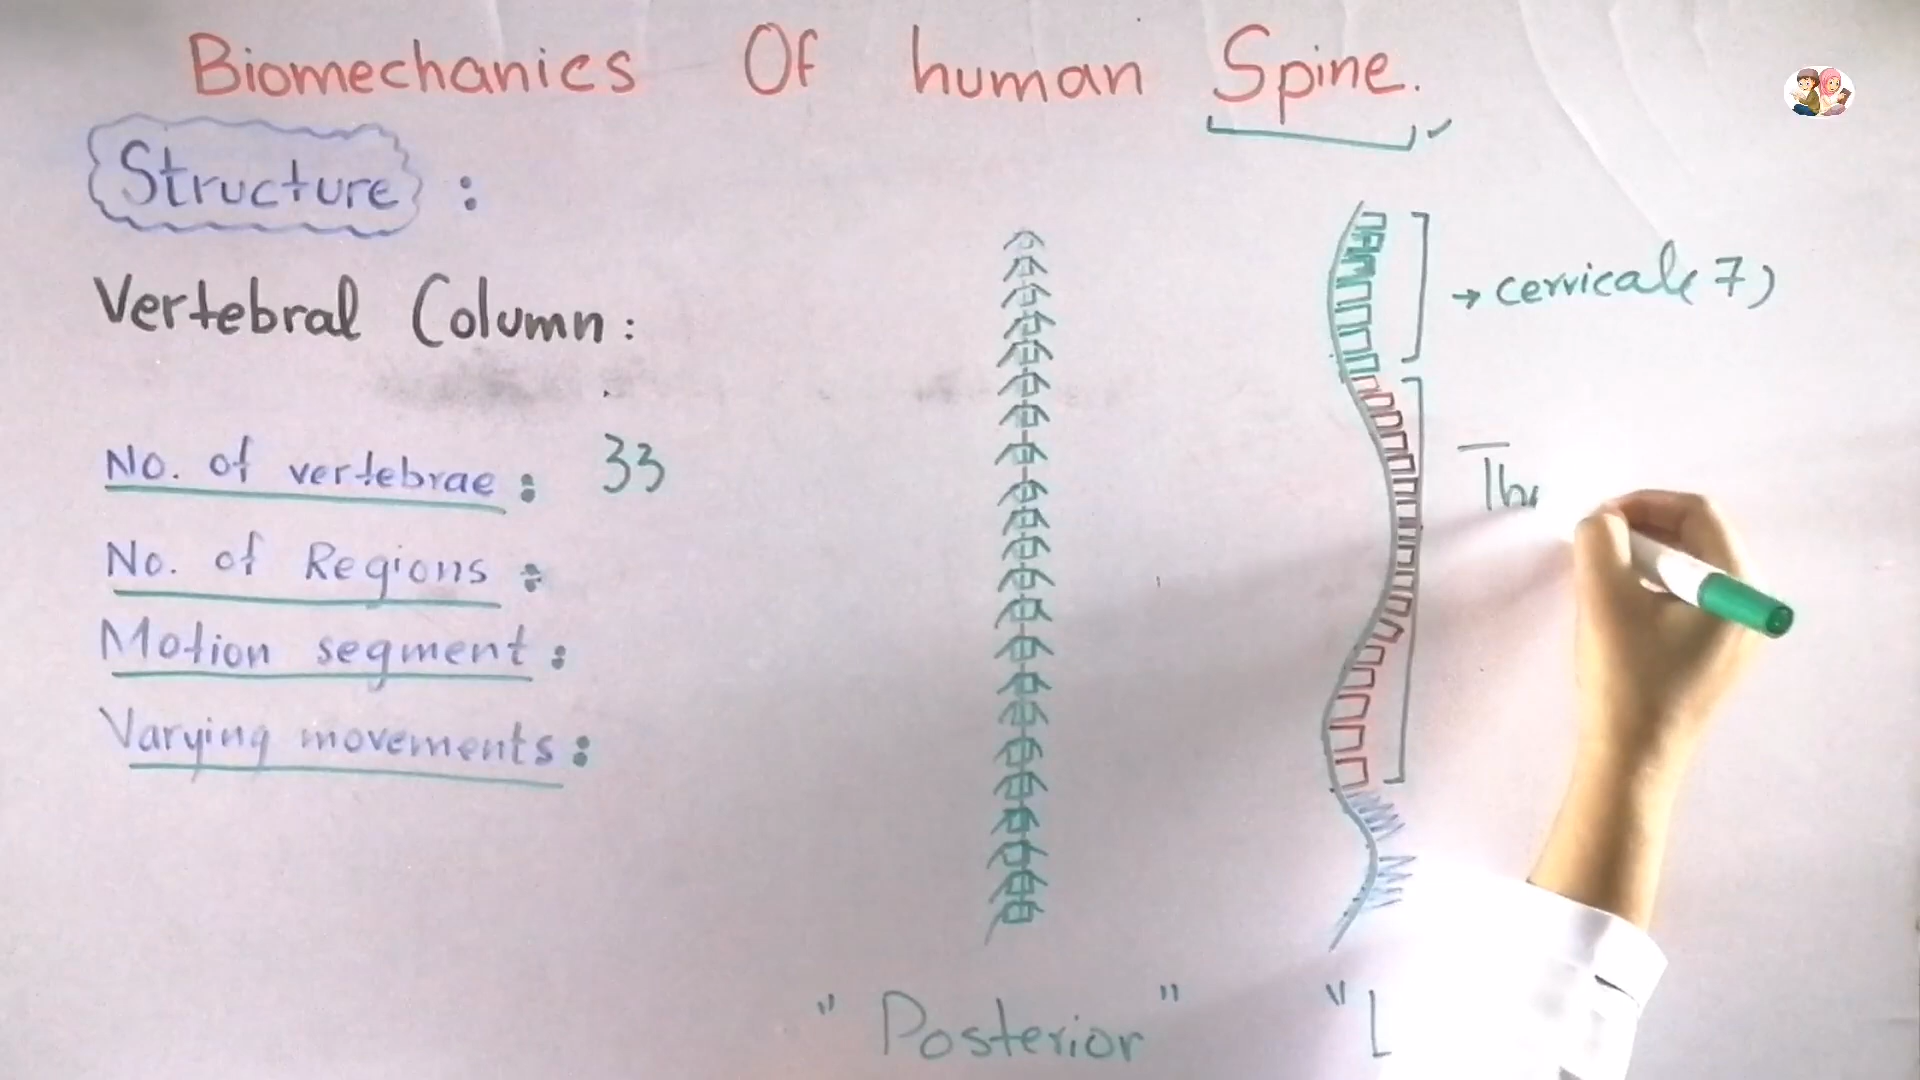 Biomechanics Of human Spine.
Structure :
Vertebral Column :
→ cervical (7)
No. of vertebrae : 33
Th
No. of Regions :
Motion segment :
Varying movements :
" Posterior "
" L